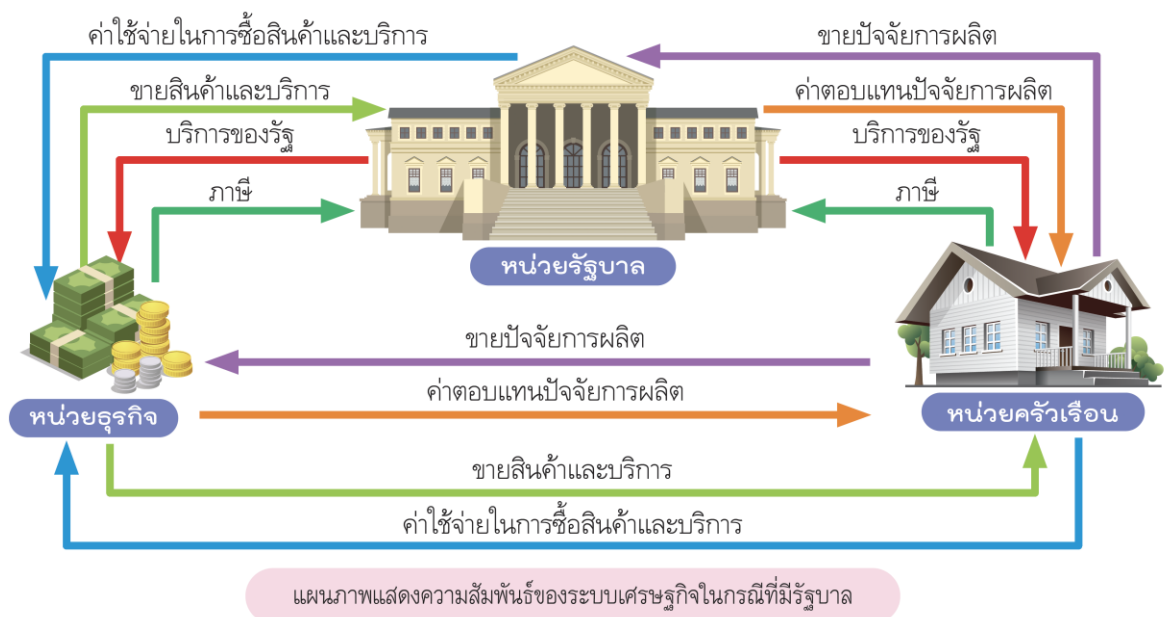 ค่าใช้จ่ายในการซื้อสินค้าและบริการ
ขายปัจจัยการผลิต
ขายสินค้าและบริการ
ค่าตอบแทนปัจจัยการผลิต
บริการของรัฐ
บริการของรัฐ
ภาษี
ภาษี
หน่วยรัฐบาล
ขายปัจจัยการผลิต
ค่าตอบแทนปัจจัยการผลิต
หน่วยธุรกิจ
หน่วยครัวเรือน
ขายสินค้าและบริการ
ค่าใช้จ่ายในการซื้อสินค้าและบริการ
แผนภาพแสดงความสัมพันธ์ของระบบเศรษฐกิจในกรณีที่มีรัฐบาล